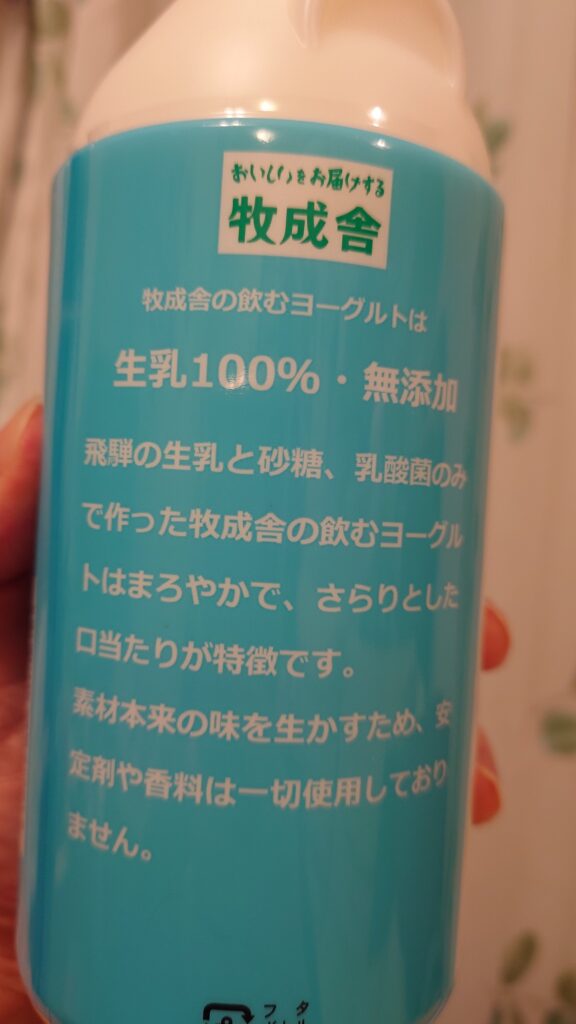 おいしいをお届けする
牧成舎
牧成舎の飲むヨーグルトは
生乳100%・無添加
飛騨の生乳と砂糖、乳酸菌のみ
で作った牧成舎の飲むヨーグル
トはまろやかで、さらりとした
口当たりが特徴です。
素材本来の味を生かすため、安
定剤や香料は一切使用しており
ません。
フタ